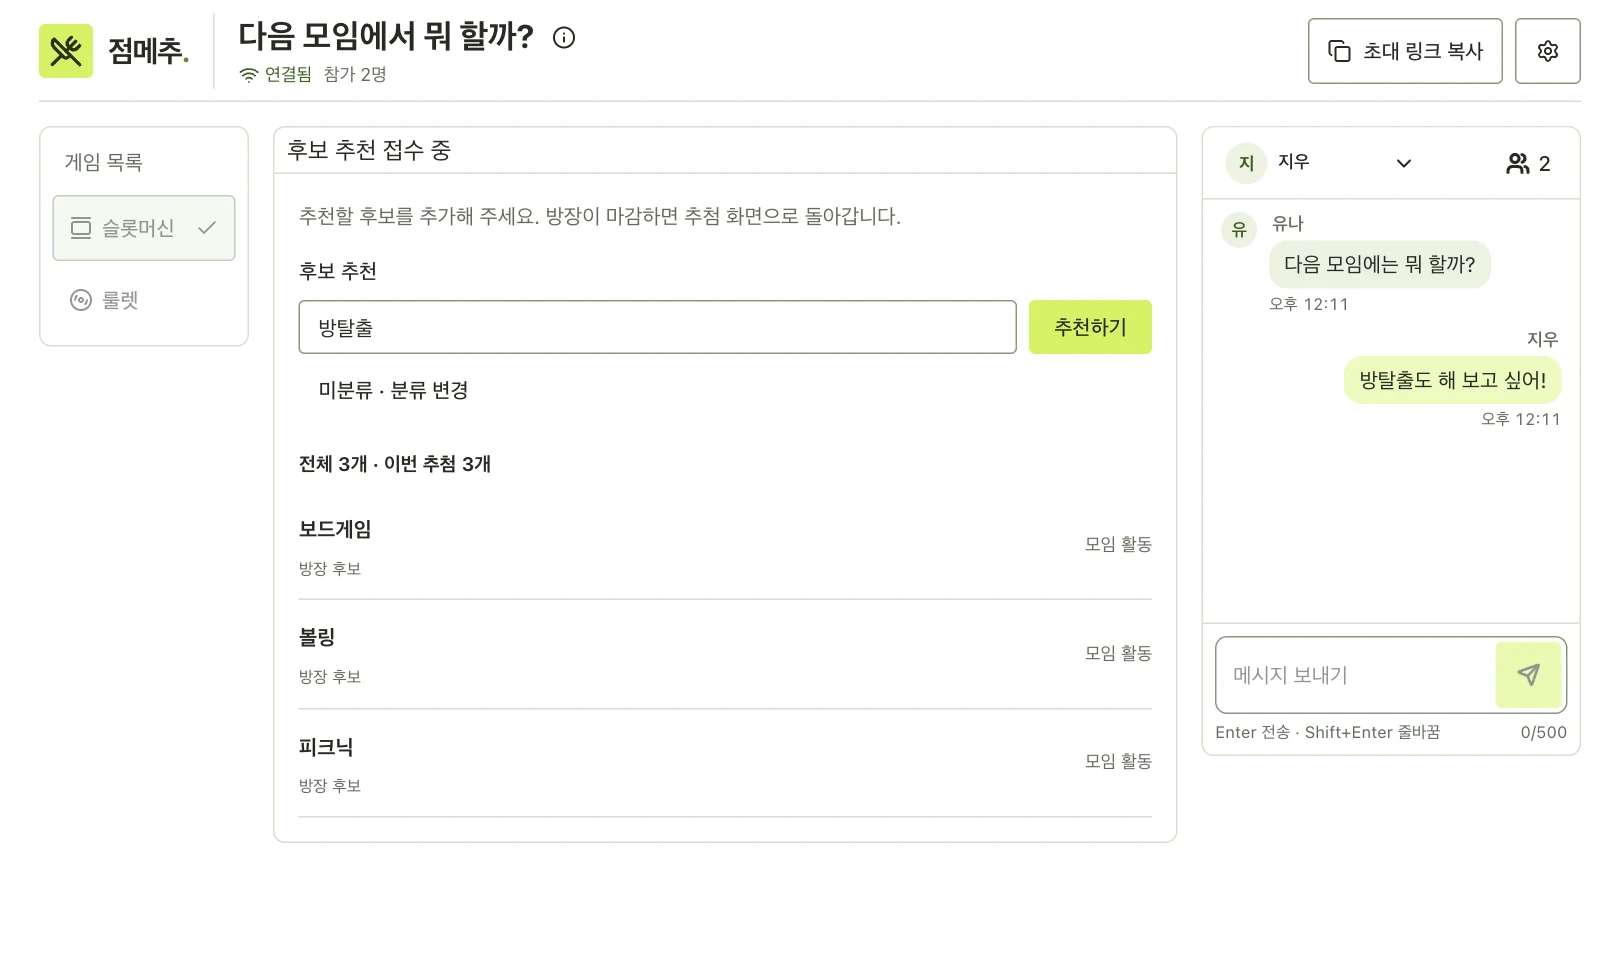 점메추.
다음 모임에서 뭐 할까?
연결됨 참가 2명
초대 링크 복사
게임 목록
슬롯머신
룰렛
후보 추천 접수 중
추천할 후보를 추가해 주세요. 방장이 마감하면 추첨 화면으로 돌아갑니다.
후보 추천
방탈출
추천하기
미분류 · 분류 변경
전체 3개 · 이번 추첨 3개
보드게임
방장 후보
모임 활동
볼링
방장 후보
모임 활동
피크닉
방장 후보
모임 활동
지 지우
2
유 유나
다음 모임에는 뭐 할까?
오후 12:11
지우
방탈출도 해 보고 싶어!
오후 12:11
메시지 보내기
Enter 전송 · Shift+Enter 줄바꿈
0/500